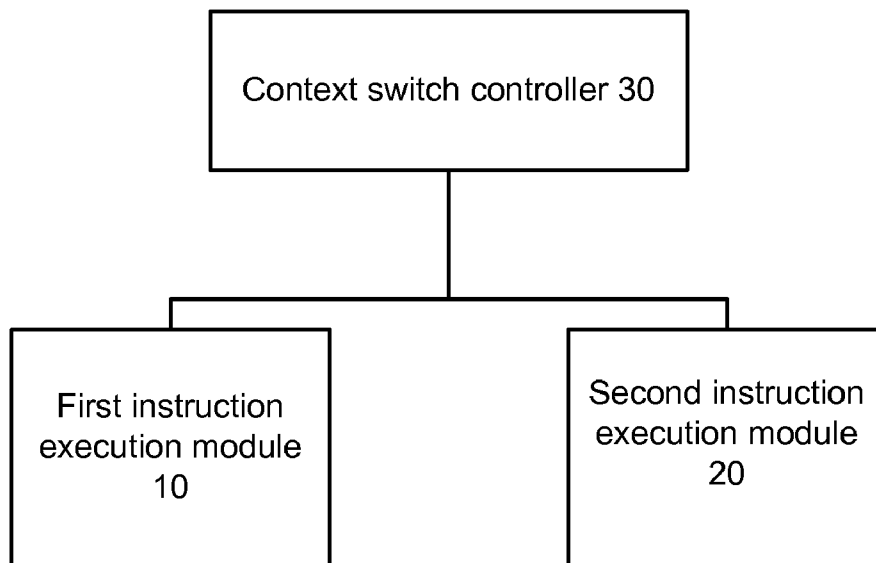 Context switch controller 30
First instruction
execution module
10
Second instruction
execution module
20